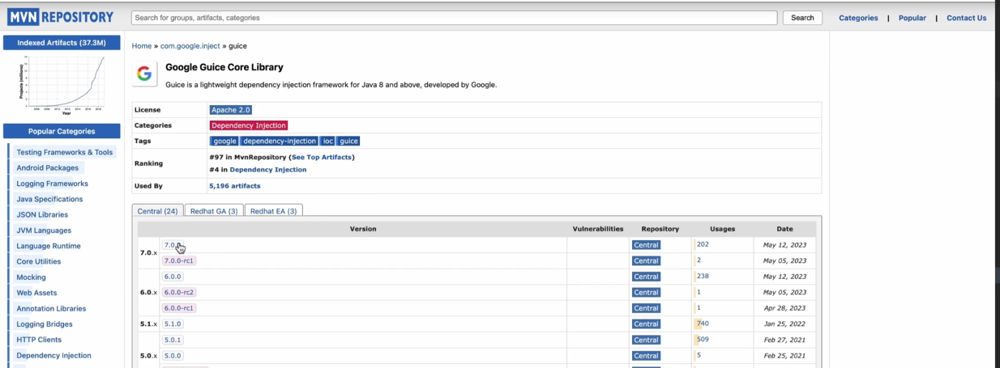 MVN REPOSITORY
Search for groups, artifacts, categories
Search
Categories | Popular | Contact Us
Indexed Artifacts (37.3M)
Projects (millions)
Year
Popular Categories
Testing Frameworks & Tools
Android Packages
Logging Frameworks
Java Specifications
JSON Libraries
JVM Languages
Language Runtime
Core Utilities
Mocking
Web Assets
Annotation Libraries
Logging Bridges
HTTP Clients
Dependency Injection
Home » com.google.inject » guice
Google Guice Core Library
Guice is a lightweight dependency injection framework for Java 8 and above, developed by Google.
License Apache 2.0
Categories Dependency Injection
Tags google dependency-injection ioc guice
Ranking #97 in MvnRepository (See Top Artifacts)
#4 in Dependency Injection
Used By 5,196 artifacts
Central (24) Redhat GA (3) Redhat EA (3)
Version Vulnerabilities Repository Usages Date
7.0.x
7.0. Central 202 May 12, 2023
7.0.0-rc1 Central 2 May 05, 2023
6.0.x
6.0.0 Central 238 May 12, 2023
6.0.0-rc2 Central 1 May 05, 2023
6.0.0-rc1 Central 1 Apr 28, 2023
5.1.x 5.1.0 Central 740 Jan 25, 2022
5.0.x
5.0.1 Central 509 Feb 27, 2021
5.0.0 Central 5 Feb 25, 2021